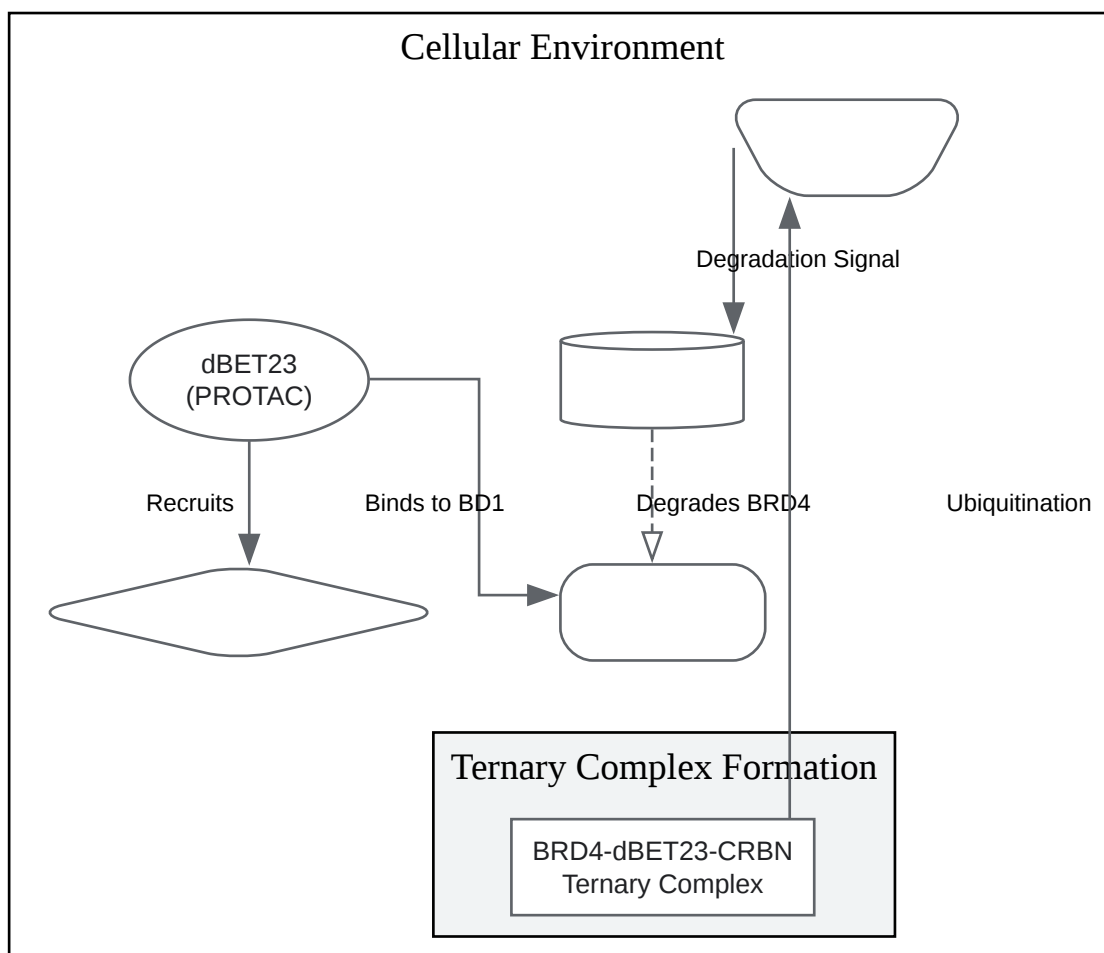 Cellular Environment
Degradation Signal
dBET23
(PROTAC)
Recruits
Binds to BD1
Degrades BRD4
Ubiquitination
Ternary Complex Formation
BRD4-dBET23-CRBN
Ternary Complex